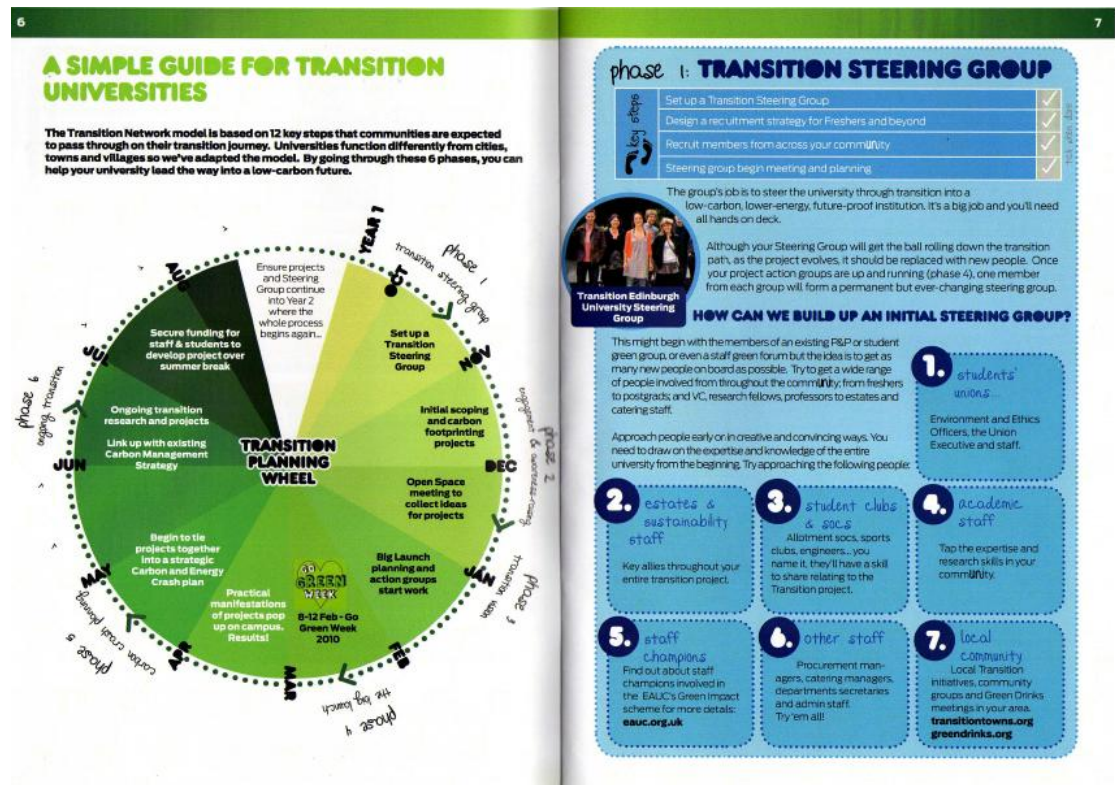 6
A SIMPLE GUIDE FOR TRANSITION
UNIVERSITIES
The Transition Network model is based on 12 key steps that communities are expected
to pass through on their transition journey. Universities function differently from cities,
towns and villages so we've adapted the model. By going through these 6 phases, you can
help your university lead the way into a low-carbon future.
YEAR 1
phase 1
transition steering group
OCT
Set up a
Transition
Steering
Group
NOV
Initial scoping
and carbon
footprinting
projects
phase 2
engagement & awareness-raising
DEC
Open Space
meeting to
collect ideas
for projects
JAN
phase 3
transition vision
Big Launch
planning and
action groups
start work
FEB
GO
GREEN
WEEK
8-12 Feb - Go
Green Week
2010
phase 4
the big launch
MAR
Practical
manifestations
of projects pop
up on campus.
Results!
APR
phase 5
carbon crash planning
MAY
Begin to tie
projects together
into a strategic
Carbon and Energy
Crash plan
JUN
Ongoing transition
research and projects
Link up with existing
Carbon Management
Strategy
phase 6
ongoing transition
JUL
Secure funding for
staff & students to
develop project over
summer break
AUG
Ensure projects
and Steering
Group continue
into Year 2
where the
whole process
begins again...
TRANSITION
PLANNING
WHEEL
7
phase 1: TRANSITION STEERING GROUP
key steps
Set up a Transition Steering Group
Design a recuitment strategy for Freshers and beyond
Recruit members from across your commUNity
Steering group begin meeting and planning
tick when done
The group's job is to steer the university through transition into a
low-carbon, lower-energy, future-proof institution. It's a big job and you'll need
all hands on deck.
Although your Steering Group will get the ball rolling down the transition
path, as the project evolves, it should be replaced with new people. Once
your project action groups are up and running (phase 4), one member
from each group will form a permanent but ever-changing steering group.
Transition Edinburgh
University Steering
Group
HOW CAN WE BUILD UP AN INITIAL STEERING GROUP?
This might begin with the members of an existing P&P or student
green group, or even a staff green forum but the idea is to get as
many new people on board as possible. Try to get a wide range
of people involved from throughout the commUNity; from freshers
to postgrads; and VC, research fellows, professors to estates and
catering staff.
Approach people early on in creative and convincing ways. You
need to draw on the expertise and knowledge of the entire
university from the beginning. Try approaching the following people:
1. students'
unions...
Environment and Ethics
Officers, the Union
Executive and staff.
2. estates &
sustainability
staff
Key allies throughout your
entire transition project.
3. student clubs
& socs
Allotment socs, sports
clubs, engineers... you
name it, they'll have a skill
to share relating to the
Transition project.
4. academic
staff
Tap the expertise and
research skills in your
commUNity.
5. staff
champions
Find out about staff
champions involved in
the EAUC's Green Impact
scheme for more details:
eauc.org.uk
6. other staff
Procurement man-
agers, catering managers,
departments secretaries
and admin staff.
Try 'em all!
7. local
community
Local Transition
initiatives, community
groups and Green Drinks
meetings in your area.
transitiontowns.org
greendrinks.org